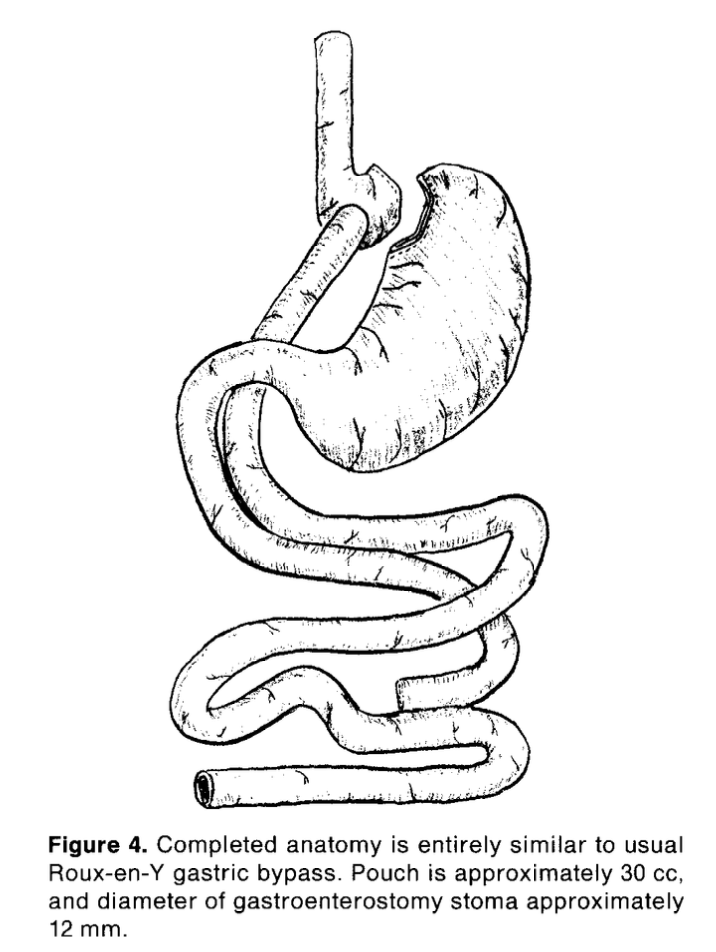 Figure 4. Completed anatomy is entirely similar to usual
Roux-en-Y gastric bypass. Pouch is approximately 30 cc,
and diameter of gastroenterostomy stoma approximately
12 mm.